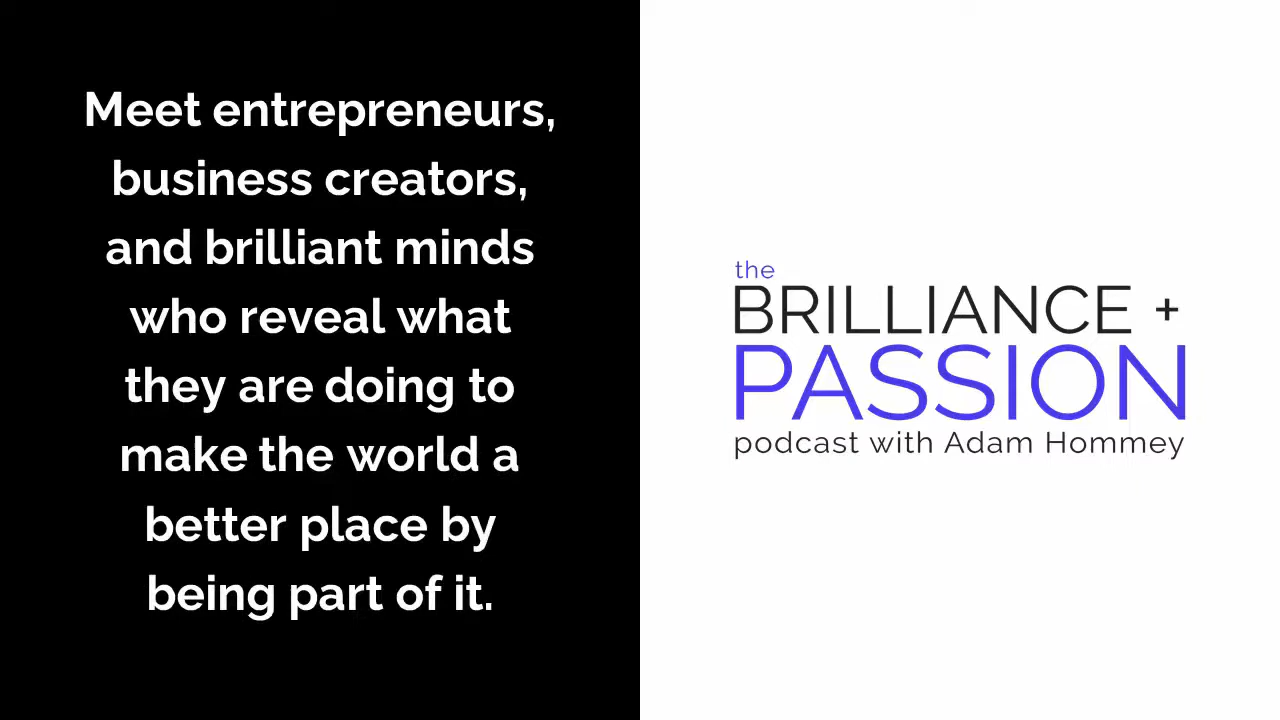 Meet entrepreneurs,
business creators,
and brilliant minds
who reveal what
they are doing to
make the world a
better place by
being part of it.
the
BRILLIANCE +
PASSION
podcast with Adam Hommey